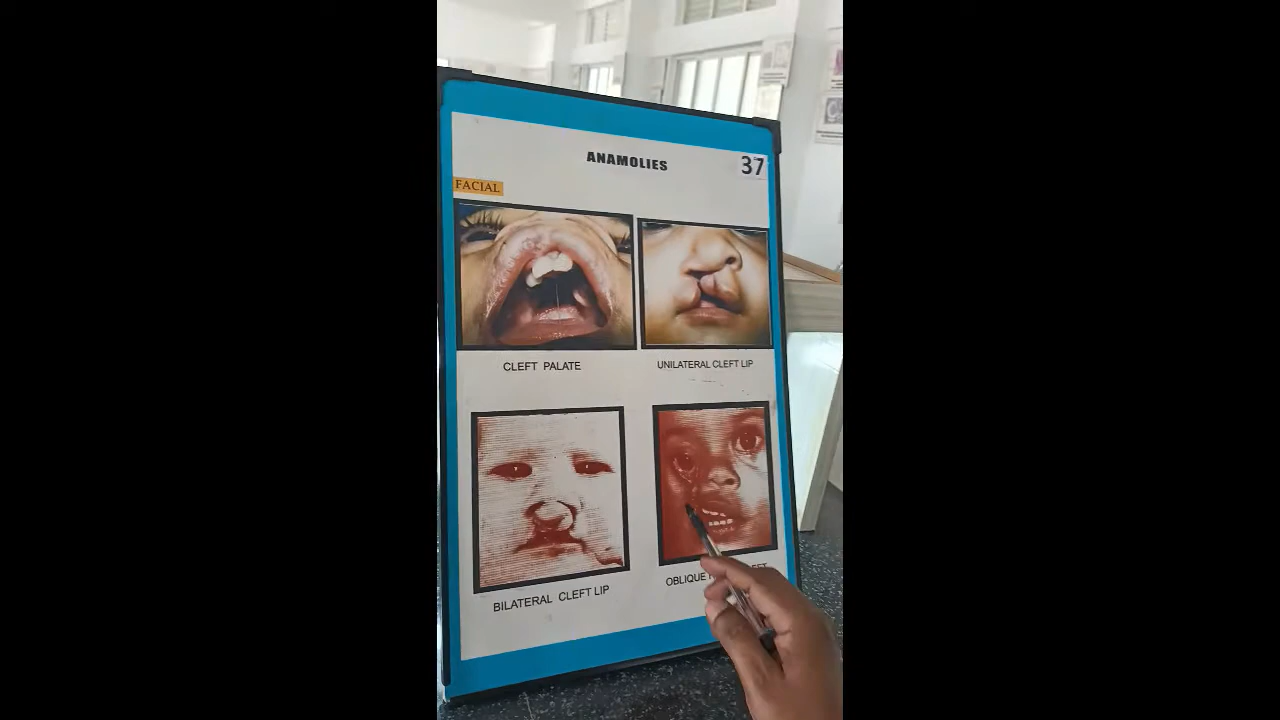 ANAMOLIES
37
FACIAL
CLEFT PALATE
UNILATERAL CLEFT LIP
BILATERAL CLEFT LIP
OBLIQUE